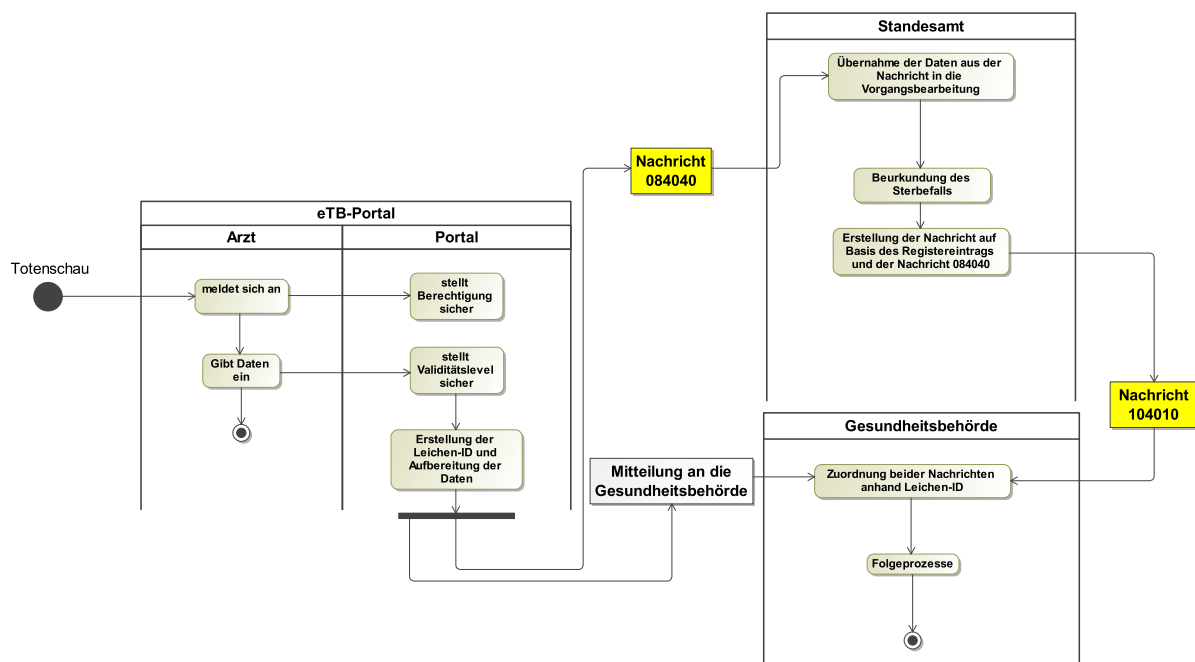 Totenschau
eTB-Portal
Arzt
Portal
meldet sich an
stellt
Berechtigung
sicher
Gibt Daten
ein
stellt
Validitätslevel
sicher
Erstellung der
Leichen-ID und
Aufbereitung der
Daten
Nachricht
084040
Standesamt
Übernahme der Daten aus der
Nachricht in die
Vorgangsbearbeitung
Beurkundung des
Sterbefalls
Erstellung der Nachricht auf
Basis des Registereintrags
und der Nachricht 084040
Nachricht
104010
Mitteilung an die
Gesundheitsbehörde
Gesundheitsbehörde
Zuordnung beider Nachrichten
anhand Leichen-ID
Folgeprozesse